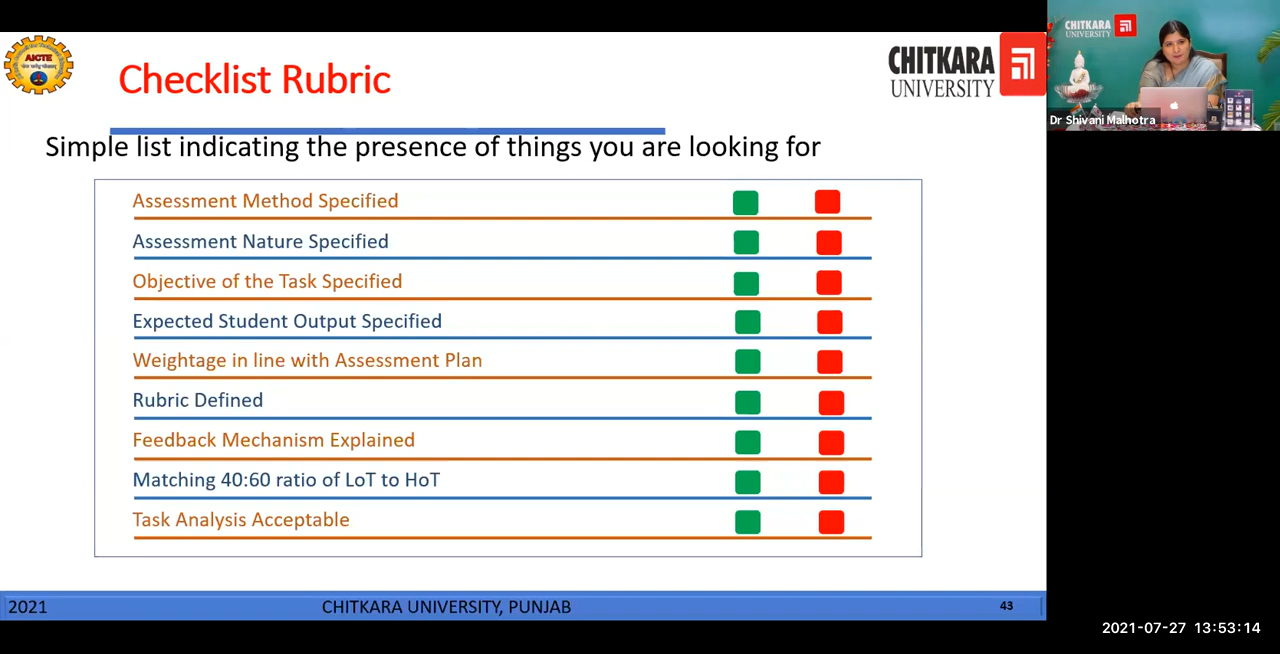 AICTE
Checklist Rubric
CHITKARA
UNIVERSITY
CHITKARA
UNIVERSITY
Dr Shivani Malhotra
Simple list indicating the presence of things you are looking for
Assessment Method Specified
Assessment Nature Specified
Objective of the Task Specified
Expected Student Output Specified
Weightage in line with Assessment Plan
Rubric Defined
Feedback Mechanism Explained
Matching 40:60 ratio of LoT to HoT
Task Analysis Acceptable
2021
CHITKARA UNIVERSITY, PUNJAB
43
2021-07-27 13:53:14